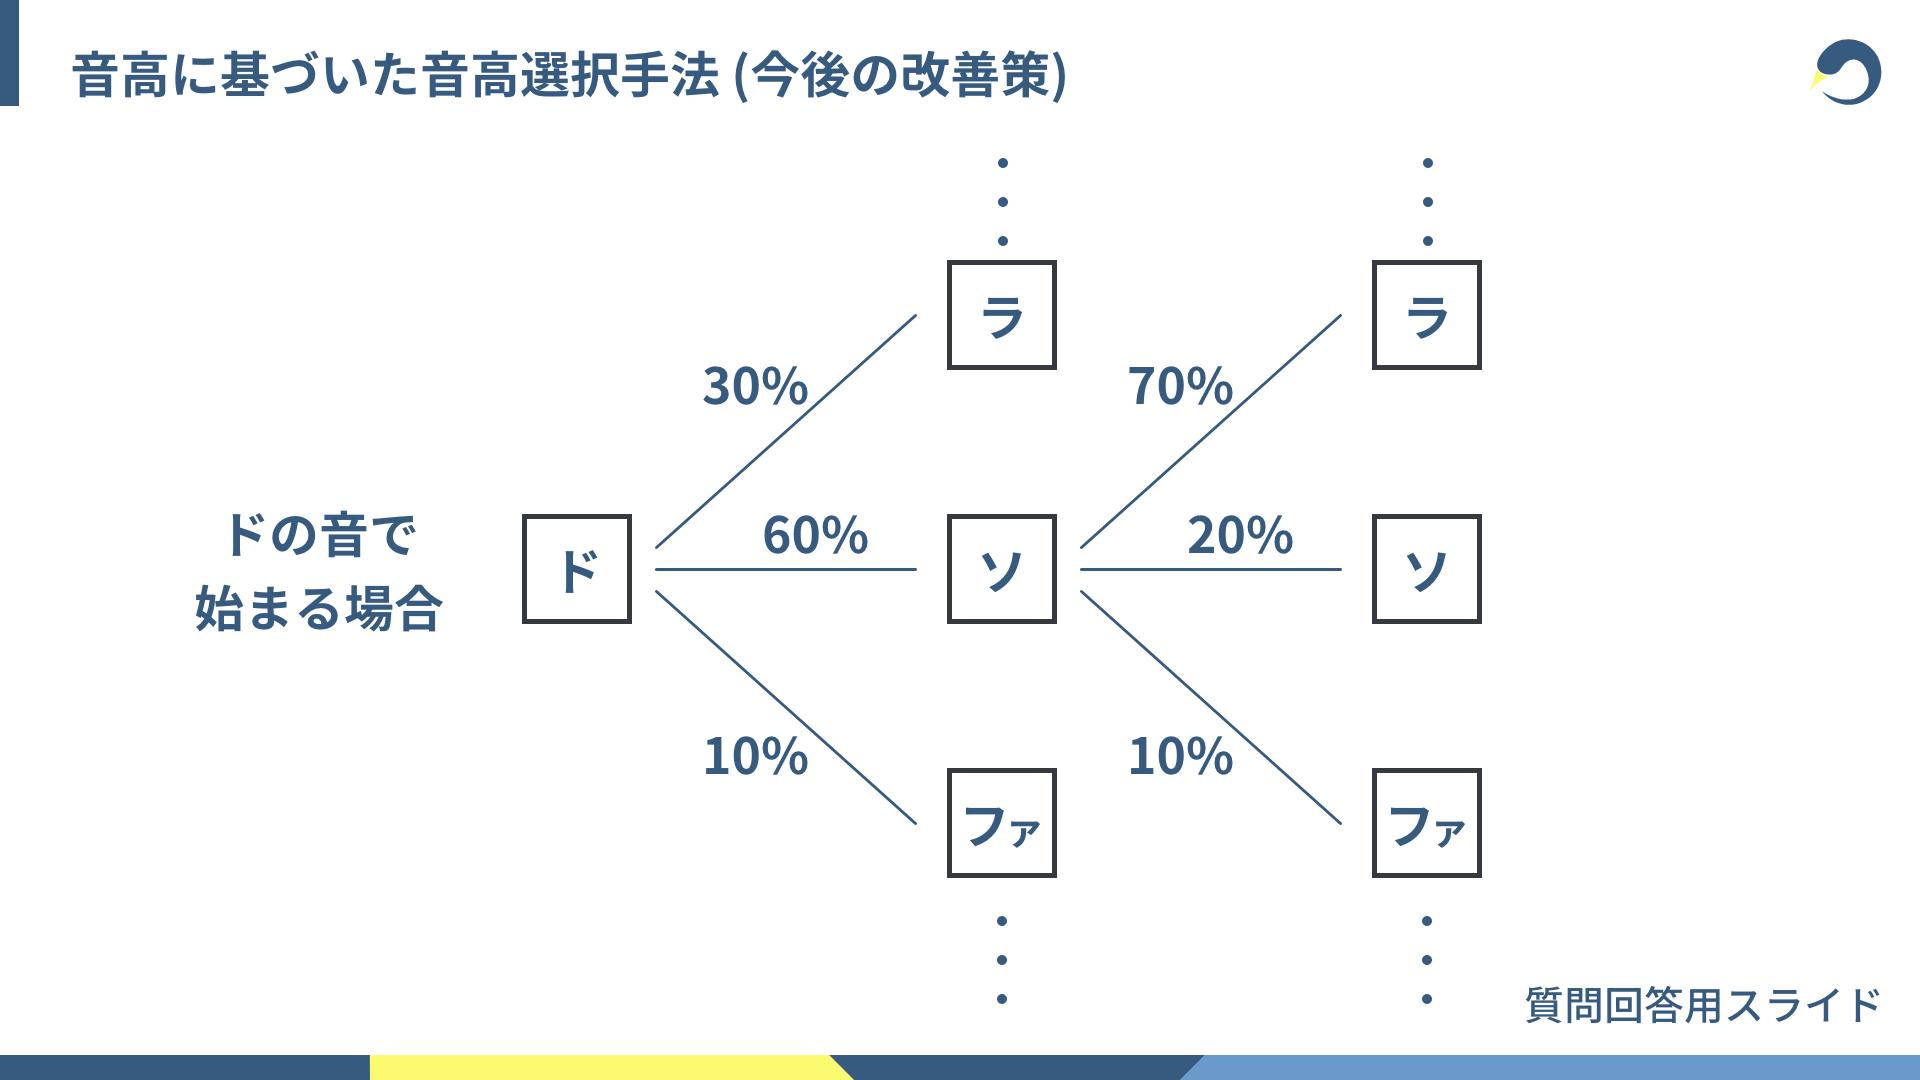 音高に基づいた音高選択手法 (今後の改善策)
ラ
ラ
30%
70%
ドの音で
始まる場合
ド
60%
ソ
20%
ソ
10%
10%
ファ
ファ
質問回答用スライド